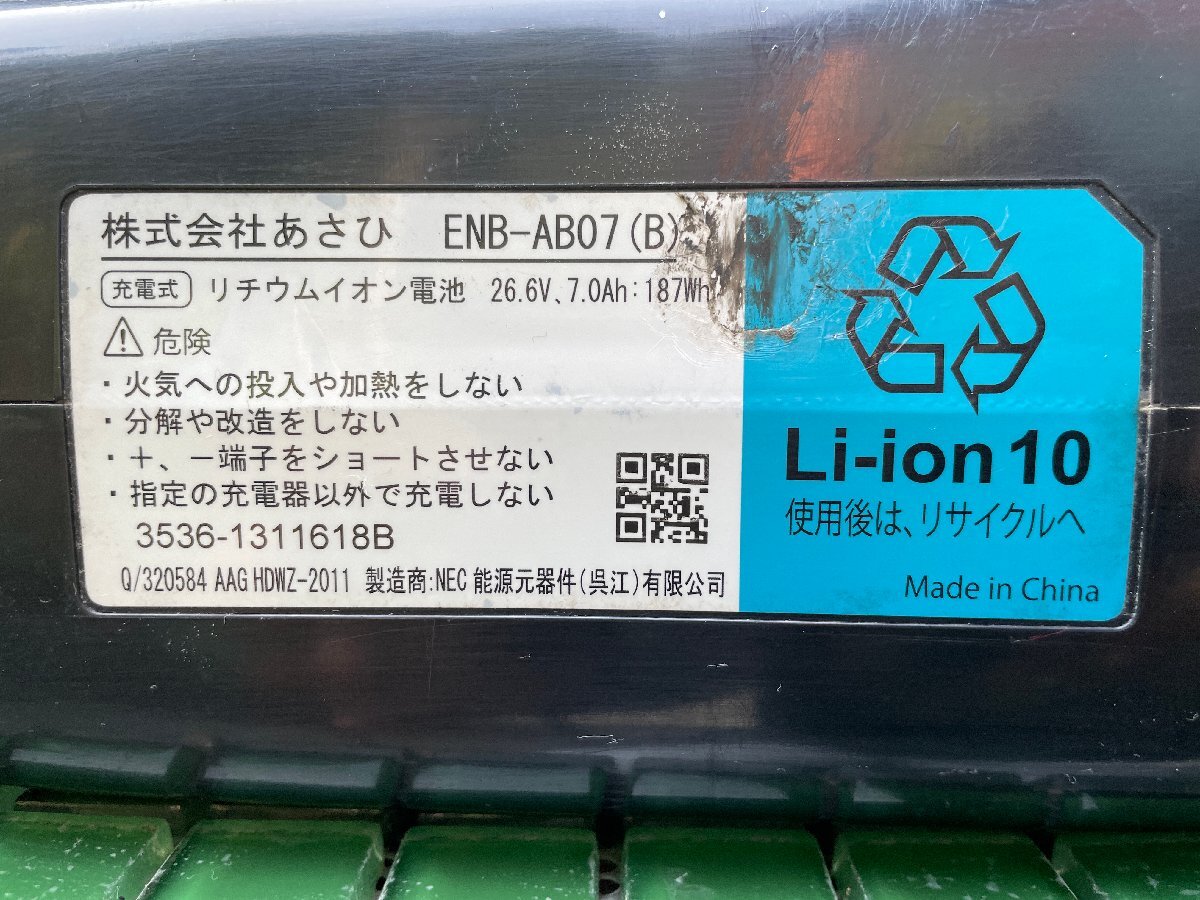 株式会社あさひ ENB-AB07(B)
充電式 リチウムイオン電池 26.6V、7.0Ah:187Wh
危険
・火気への投入や加熱をしない
・分解や改造をしない
・＋、－端子をショートさせない
・指定の充電器以外で充電しない
3536-1311618B
Q/320584 AAG HDWZ-2011 製造商:NEC 能源元器件(呉江)有限公司
Li-ion 10
使用後は、リサイクルへ
Made in China